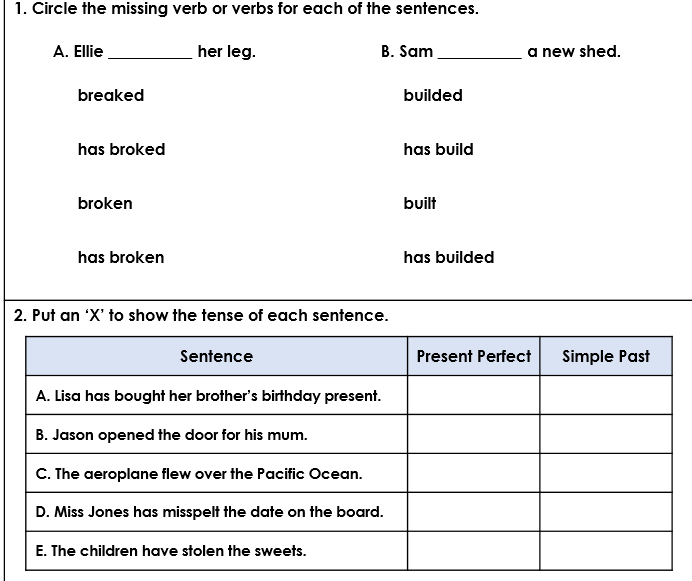 1. Circle the missing verb or verbs for each of the sentences.
A. Ellie __________ her leg.
B. Sam __________ a new shed.
breaked
builded
has broked
has build
broken
built
has broken
has builded
2. Put an ‘X’ to show the tense of each sentence.
Sentence Present Perfect Simple Past
A. Lisa has bought her brother’s birthday present.
B. Jason opened the door for his mum.
C. The aeroplane flew over the Pacific Ocean.
D. Miss Jones has misspelt the date on the board.
E. The children have stolen the sweets.